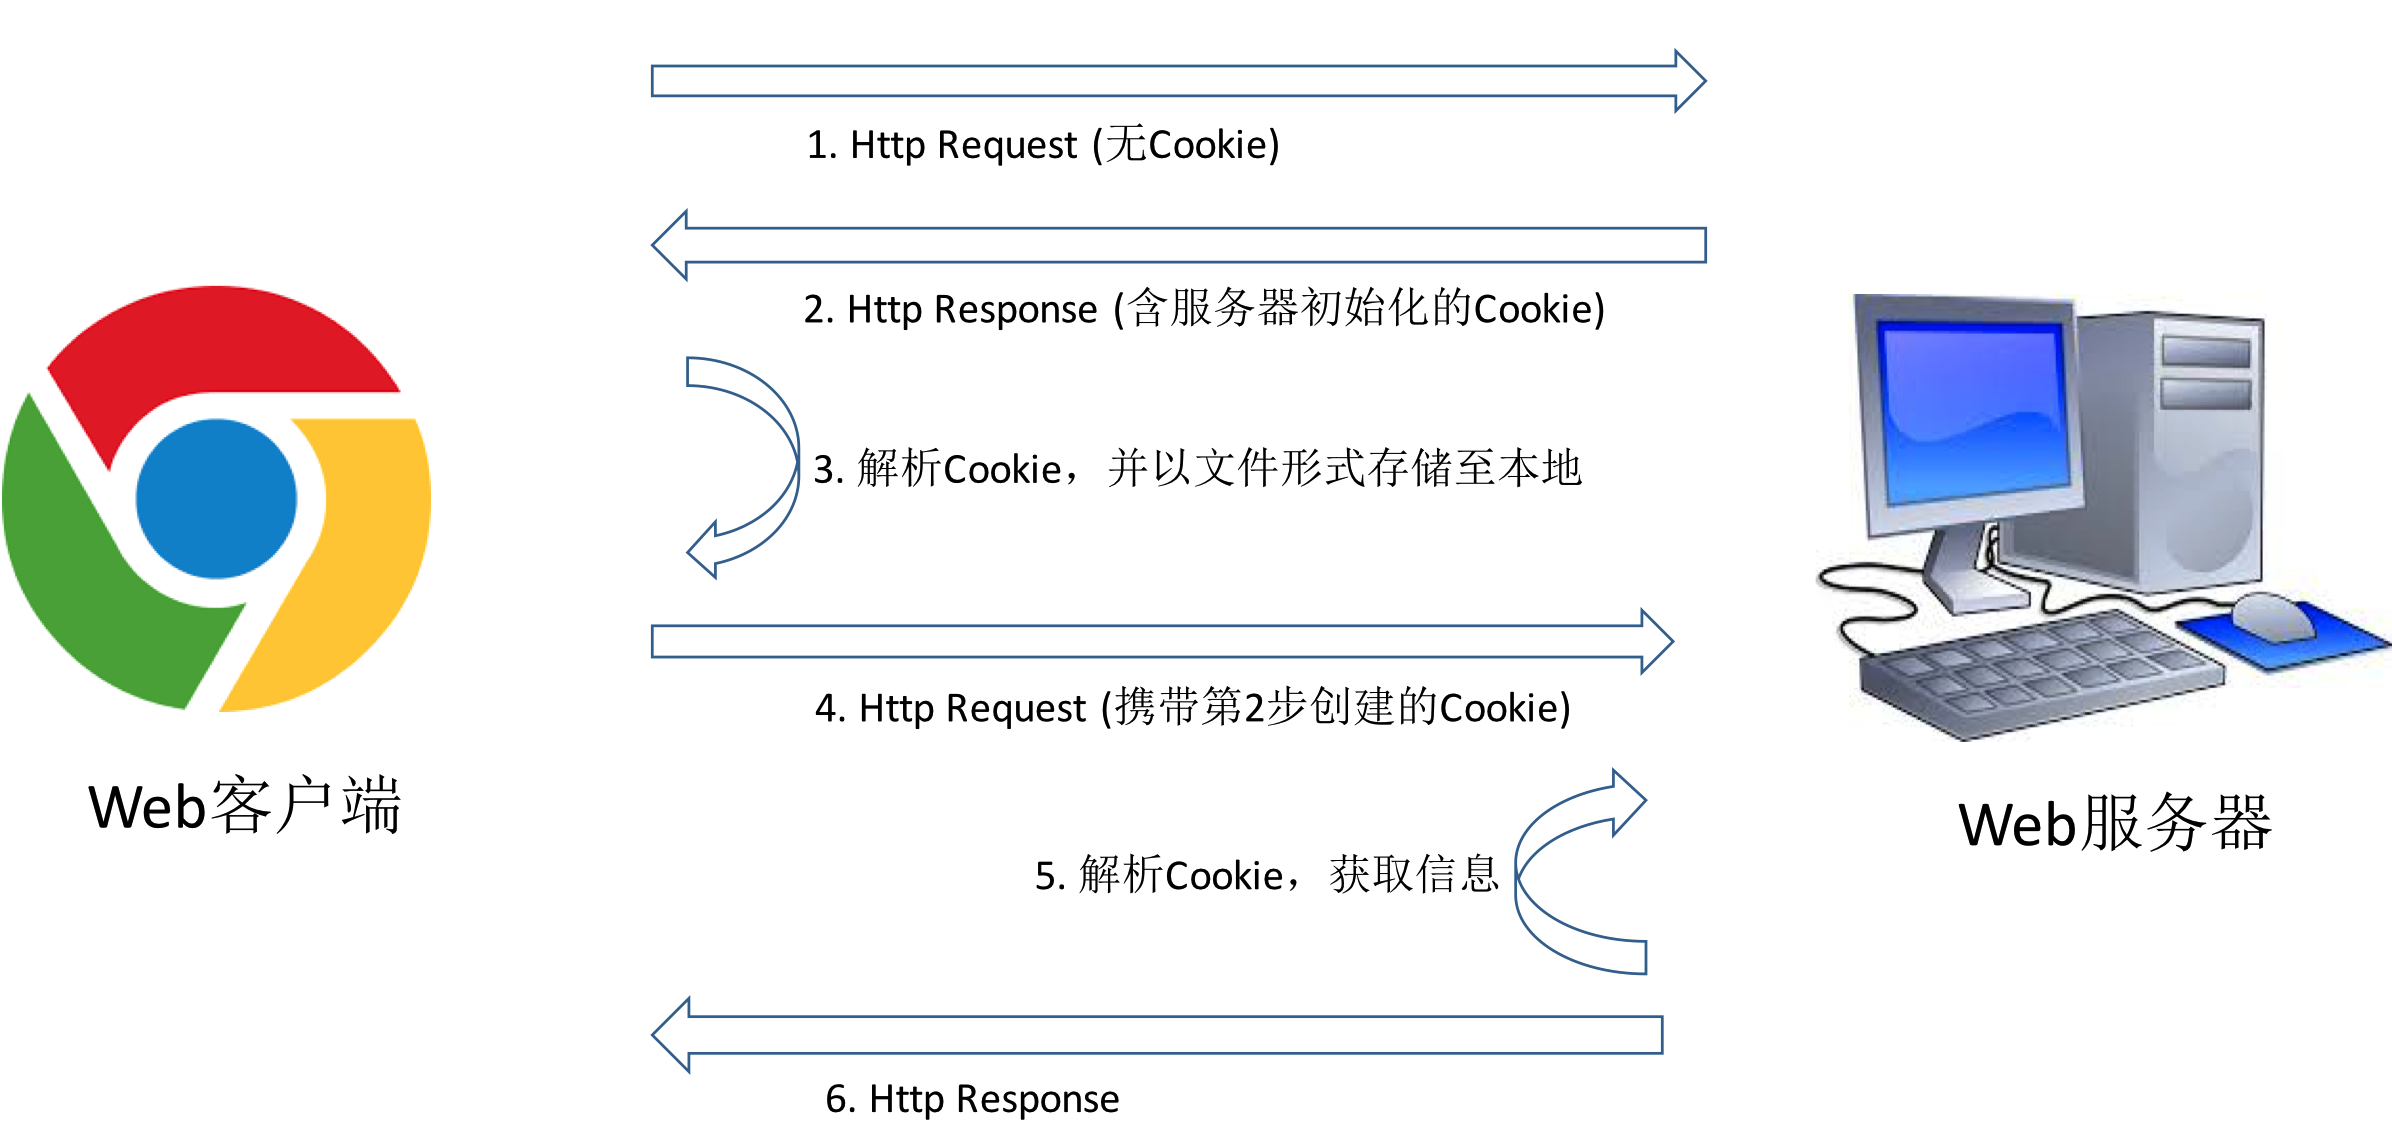 1. Http Request (无Cookie)
2. Http Response (含服务器初始化的Cookie)
3. 解析Cookie，并以文件形式存储至本地
4. Http Request (携带第2步创建的Cookie)
Web客户端
Web服务器
5. 解析Cookie，获取信息
6. Http Response